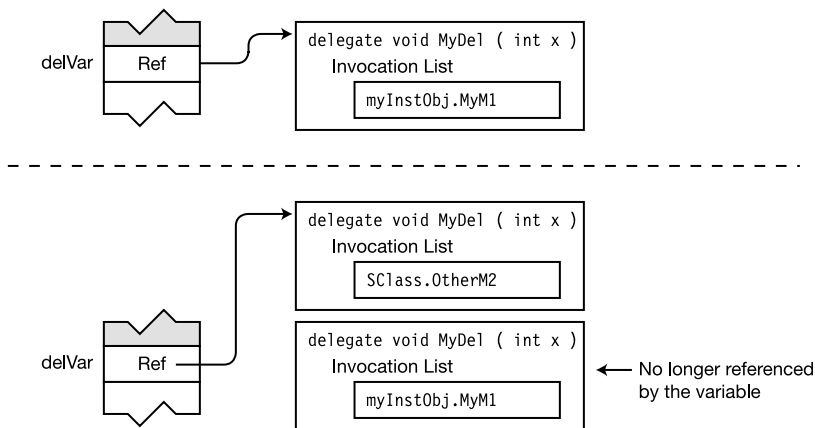 delegate void MyDel ( int x )
delVar
Ref
Invocation List
myInstObj.MyM1
delegate void MyDel ( int x )
Invocation List
SClass.OtherM2
delegate void MyDel ( int x )
delVar
Ref
Invocation List
myInstObj.MyM1
No longer referenced
by the variable